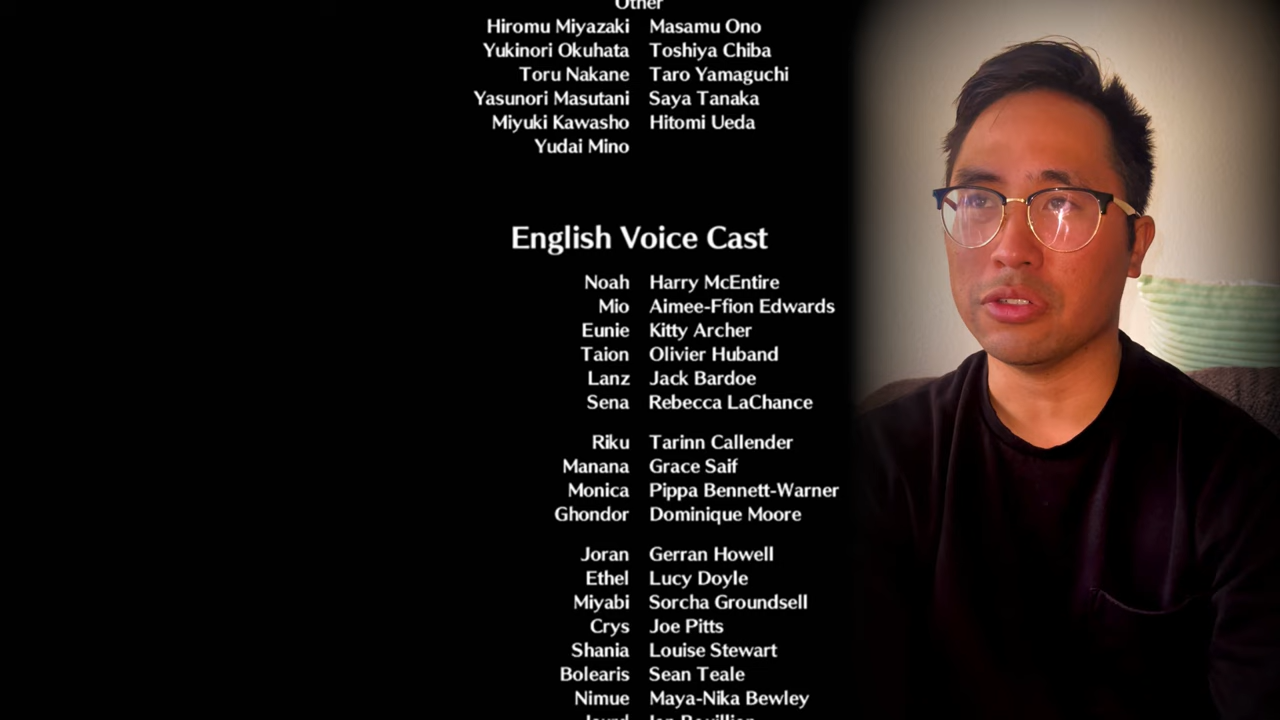 Other
Hiromu Miyazaki Masamu Ono
Yukinori Okuhata Toshiya Chiba
Toru Nakane Taro Yamaguchi
Yasunori Masutani Saya Tanaka
Miyuki Kawasho Hitomi Ueda
Yudai Mino
English Voice Cast
Noah Harry McEntire
Mio Aimee-Ffion Edwards
Eunie Kitty Archer
Taion Olivier Huband
Lanz Jack Bardoe
Sena Rebecca LaChance
Riku Tarinn Callender
Manana Grace Saif
Monica Pippa Bennett-Warner
Ghondor Dominique Moore
Joran Gerran Howell
Ethel Lucy Doyle
Miyabi Sorcha Groundsell
Crys Joe Pitts
Shania Louise Stewart
Bolearis Sean Teale
Nimue Maya-Nika Bewley